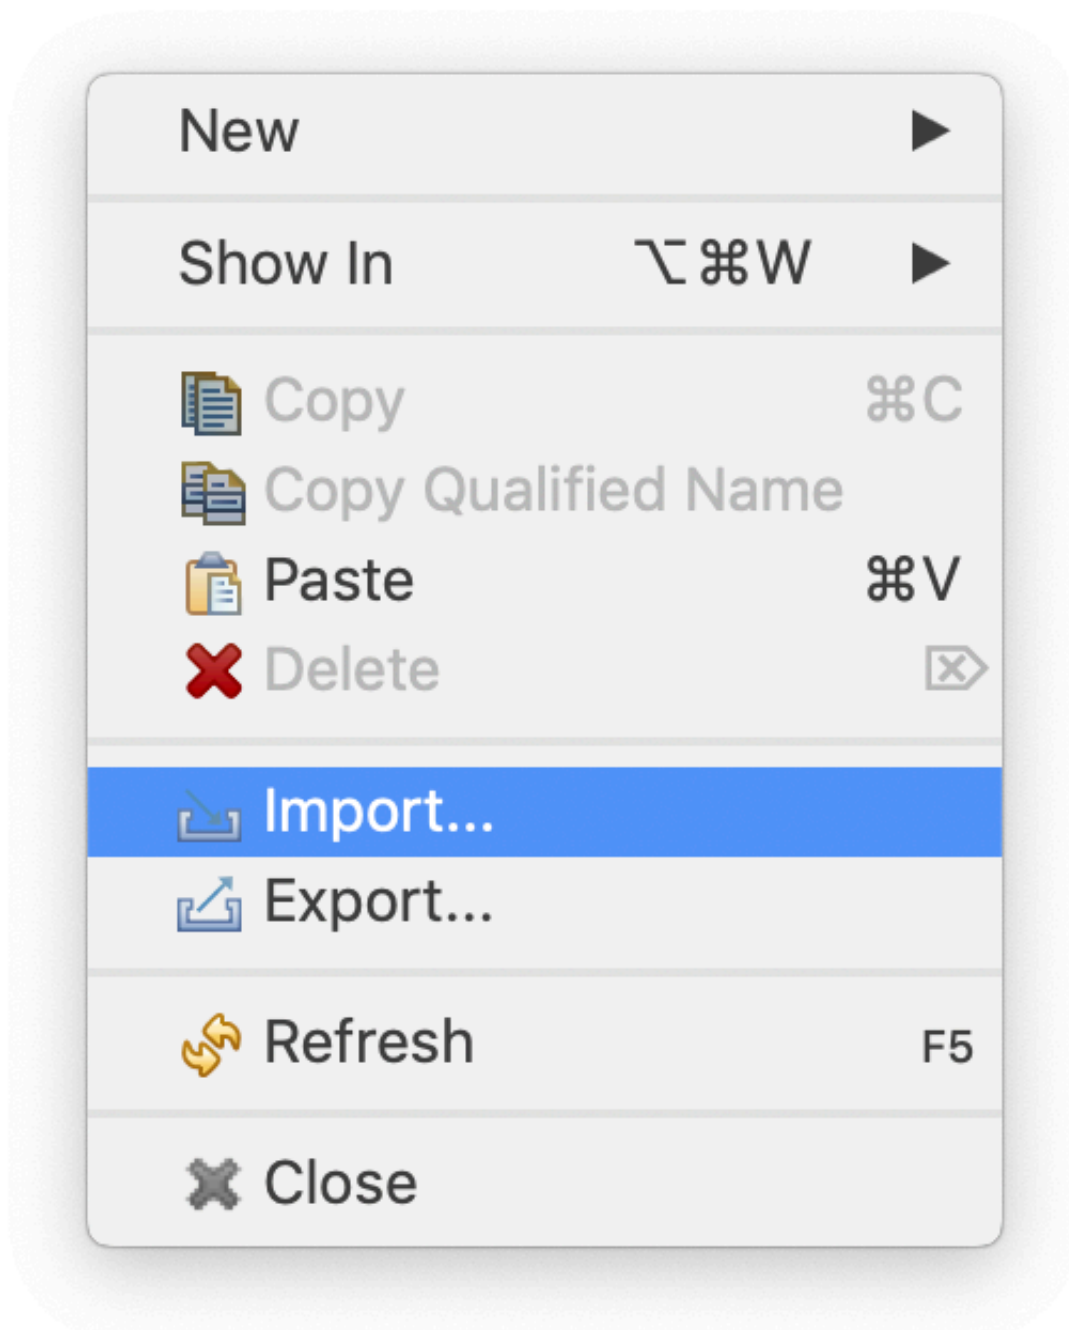 New ▶
Show In ⌥⌘W ▶
Copy ⌘C
Copy Qualified Name
Paste ⌘V
Delete ⌦
Import...
Export...
Refresh F5
Close